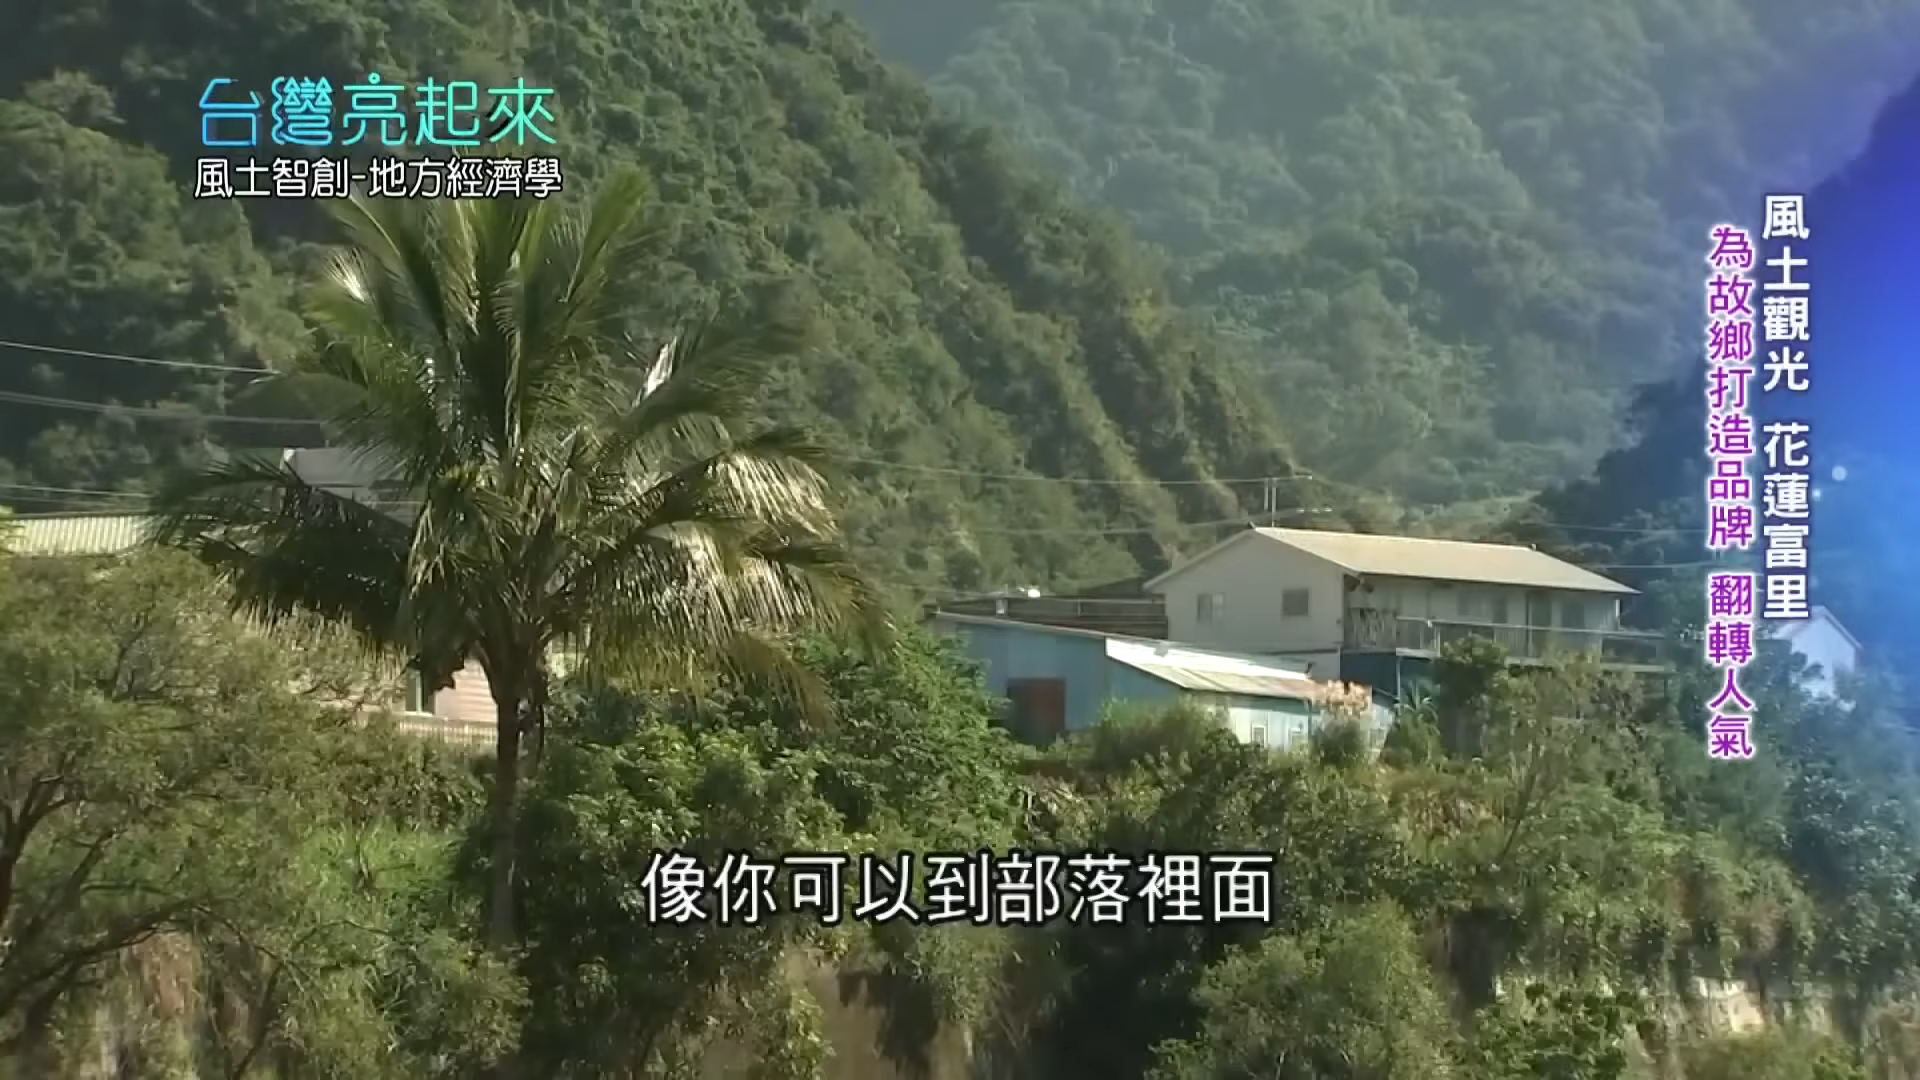 台灣亮起來
風土智創-地方經濟學
風土觀光 花蓮富里
為故鄉打造品牌 翻轉人氣
像你可以到部落裡面